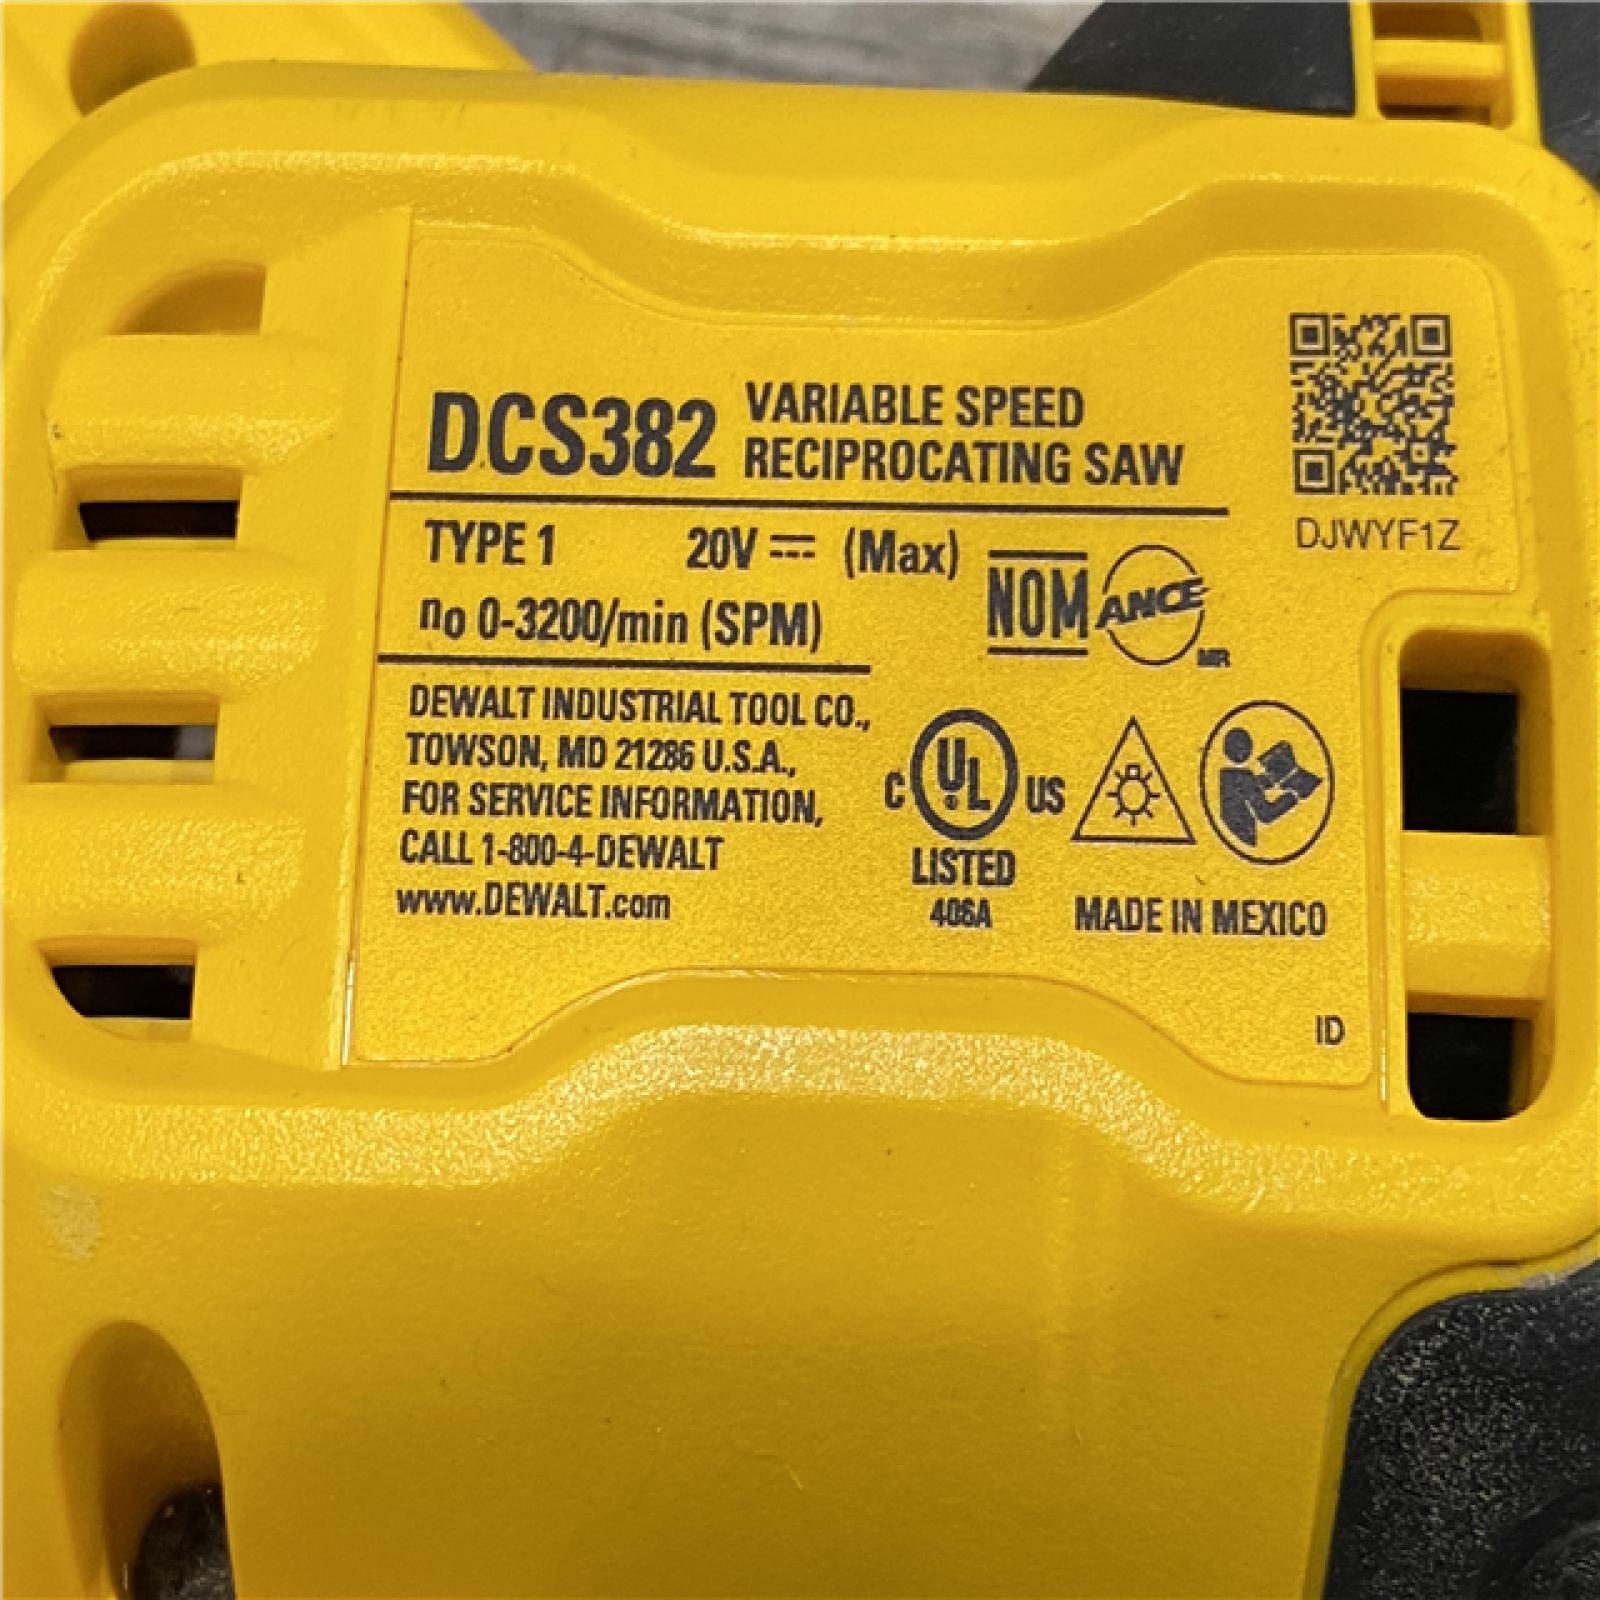 DCS382 VARIABLE SPEED
RECIPROCATING SAW
DJWYF1Z
TYPE 1 20V ⎓ (Max)
no 0-3200/min (SPM)
NOM ANCE
MR
DEWALT INDUSTRIAL TOOL CO.,
TOWSON, MD 21286 U.S.A.,
FOR SERVICE INFORMATION,
CALL 1-800-4-DEWALT
www.DEWALT.com
C UL US
LISTED
406A
MADE IN MEXICO
ID